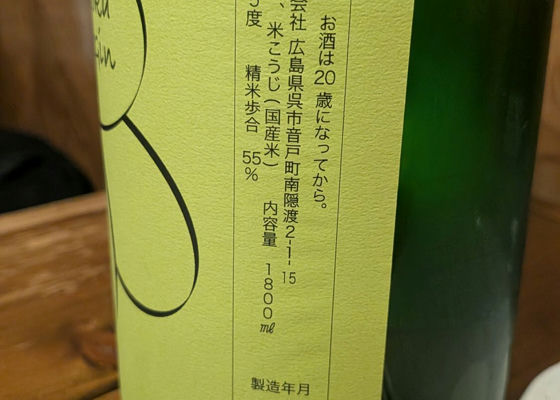 お酒は20歳になってから。
会社 広島県呉市音戸町南隠渡2-1-15
、米こうじ(国産米) 内容量 1800㎖
度 精米歩合 55%
製造年月